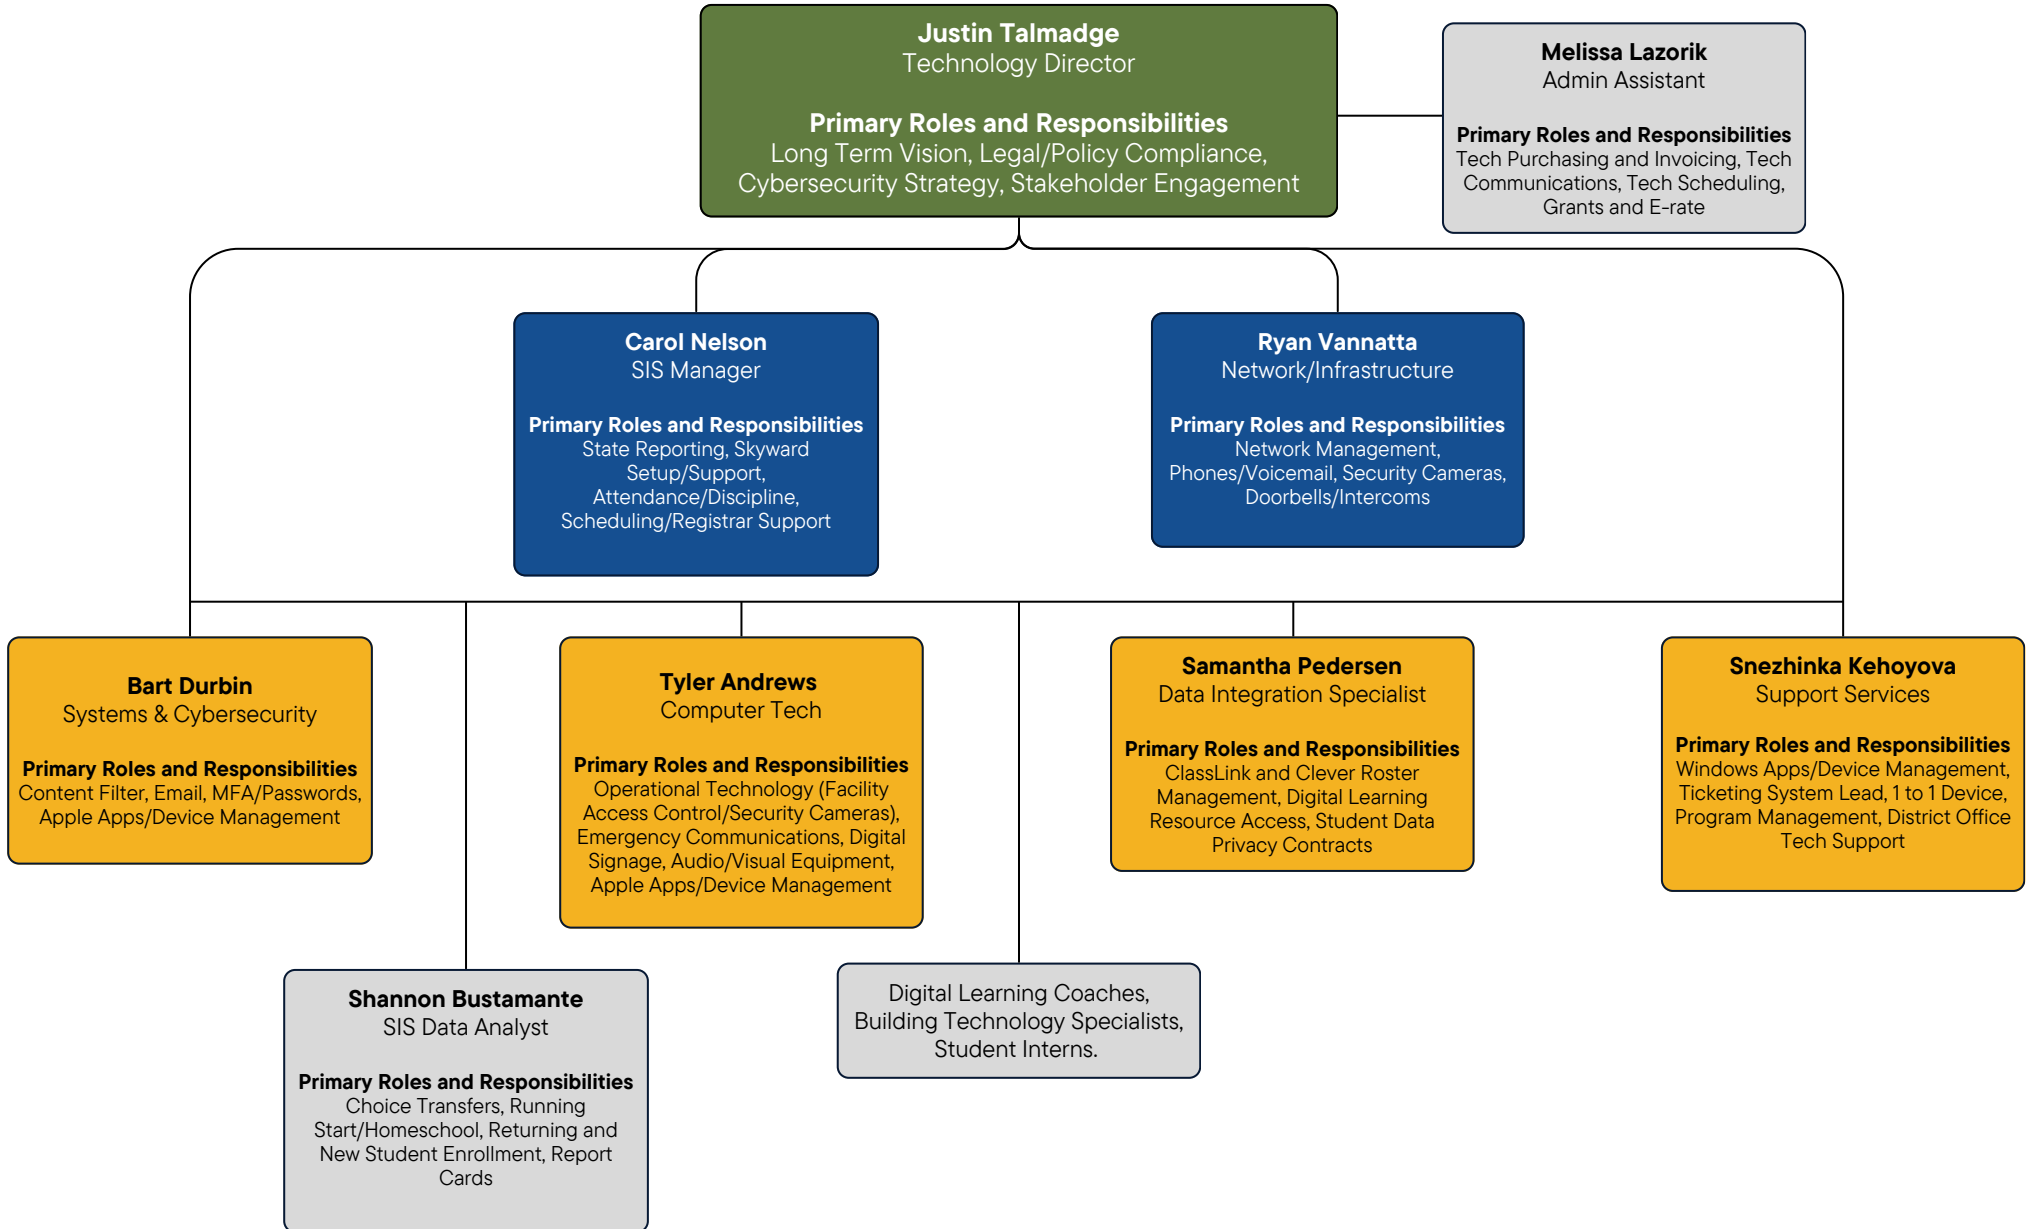 Justin Talmadge
Technology Director
Primary Roles and Responsibilities
Long Term Vision, Legal/Policy Compliance,
Cybersecurity Strategy, Stakeholder Engagement
Melissa Lazorik
Admin Assistant
Primary Roles and Responsibilities
Tech Purchasing and Invoicing, Tech
Communications, Tech Scheduling,
Grants and E-rate
Carol Nelson
SIS Manager
Primary Roles and Responsibilities
State Reporting, Skyward
Setup/Support,
Attendance/Discipline,
Scheduling/Registrar Support
Ryan Vannatta
Network/Infrastructure
Primary Roles and Responsibilities
Network Management,
Phones/Voicemail, Security Cameras,
Doorbells/Intercoms
Bart Durbin
Systems & Cybersecurity
Primary Roles and Responsibilities
Content Filter, Email, MFA/Passwords,
Apple Apps/Device Management
Tyler Andrews
Computer Tech
Primary Roles and Responsibilities
Operational Technology (Facility
Access Control/Security Cameras),
Emergency Communications, Digital
Signage, Audio/Visual Equipment,
Apple Apps/Device Management
Samantha Pedersen
Data Integration Specialist
Primary Roles and Responsibilities
ClassLink and Clever Roster
Management, Digital Learning
Resource Access, Student Data
Privacy Contracts
Snezhinka Kehoyova
Support Services
Primary Roles and Responsibilities
Windows Apps/Device Management,
Ticketing System Lead, 1 to 1 Device,
Program Management, District Office
Tech Support
Shannon Bustamante
SIS Data Analyst
Primary Roles and Responsibilities
Choice Transfers, Running
Start/Homeschool, Returning and
New Student Enrollment, Report
Cards
Digital Learning Coaches,
Building Technology Specialists,
Student Interns.